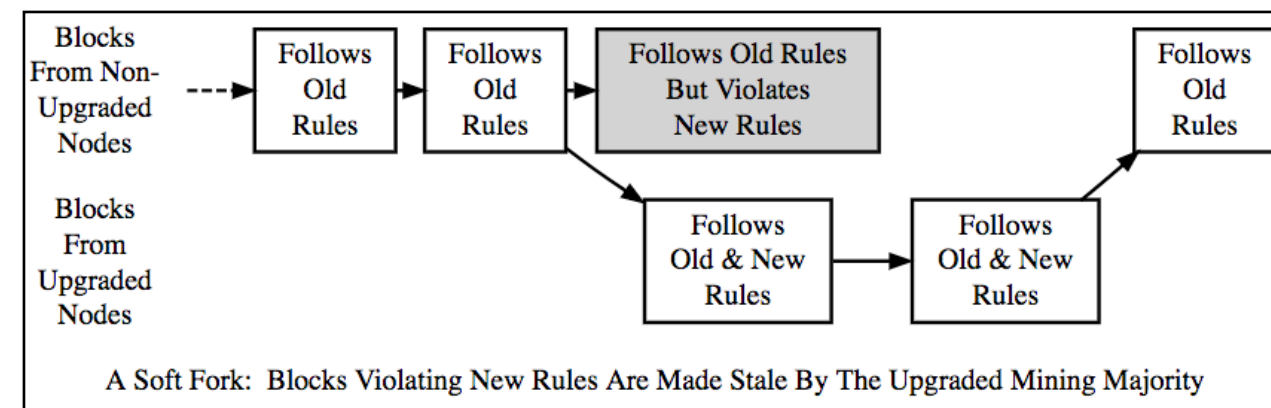 Blocks
From Non-
Upgraded
Nodes
Follows
Old
Rules
Follows
Old
Rules
Follows Old Rules
But Violates
New Rules
Follows
Old
Rules
Blocks
From
Upgraded
Nodes
Follows
Old & New
Rules
Follows
Old & New
Rules
A Soft Fork: Blocks Violating New Rules Are Made Stale By The Upgraded Mining Majority